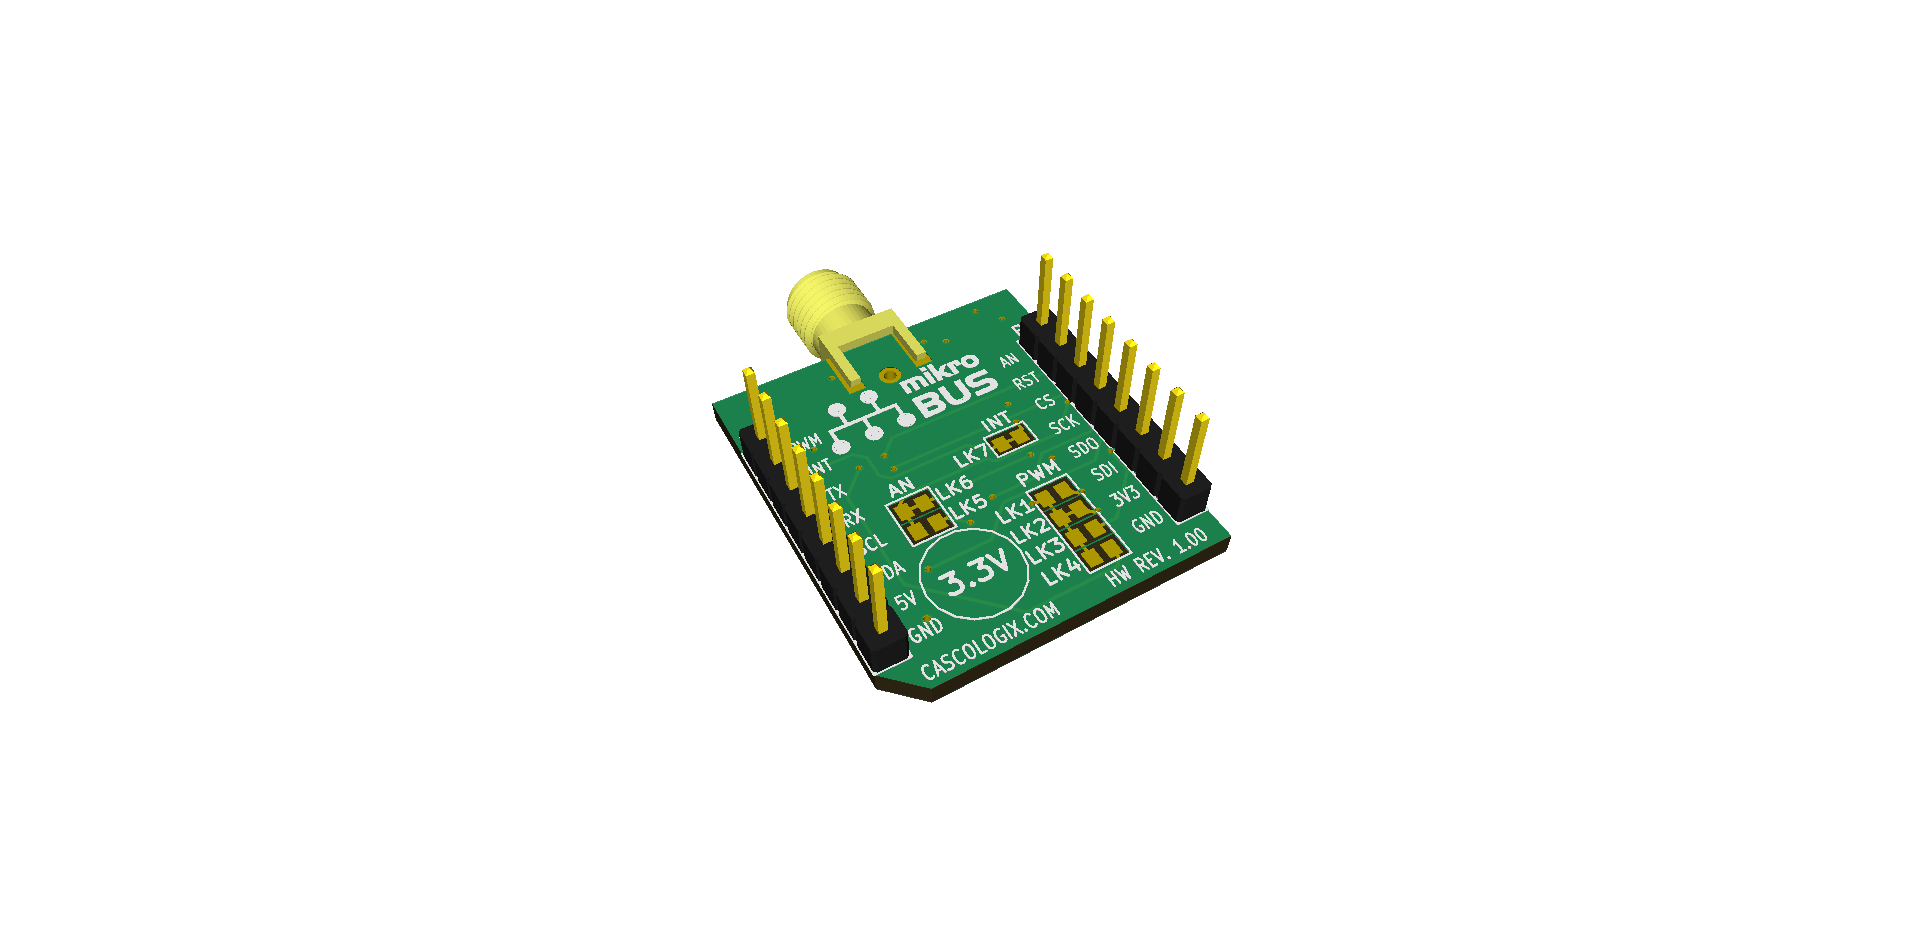 mikro
BUS
AN
RST
CS
SCK
SDO
SDI
3V3
GND
INT
LK7
PWM
LK1
LK2
LK3
LK4
AN
LK6
LK5
3.3V
INT
TX
RX
5V
GND
CASCOLOGIX.COM
HW REV. 1.00